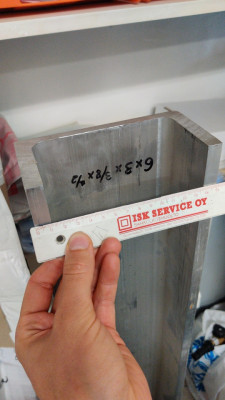 6 x 3 x 3/8 x 1/2
ISK SERVICE OY